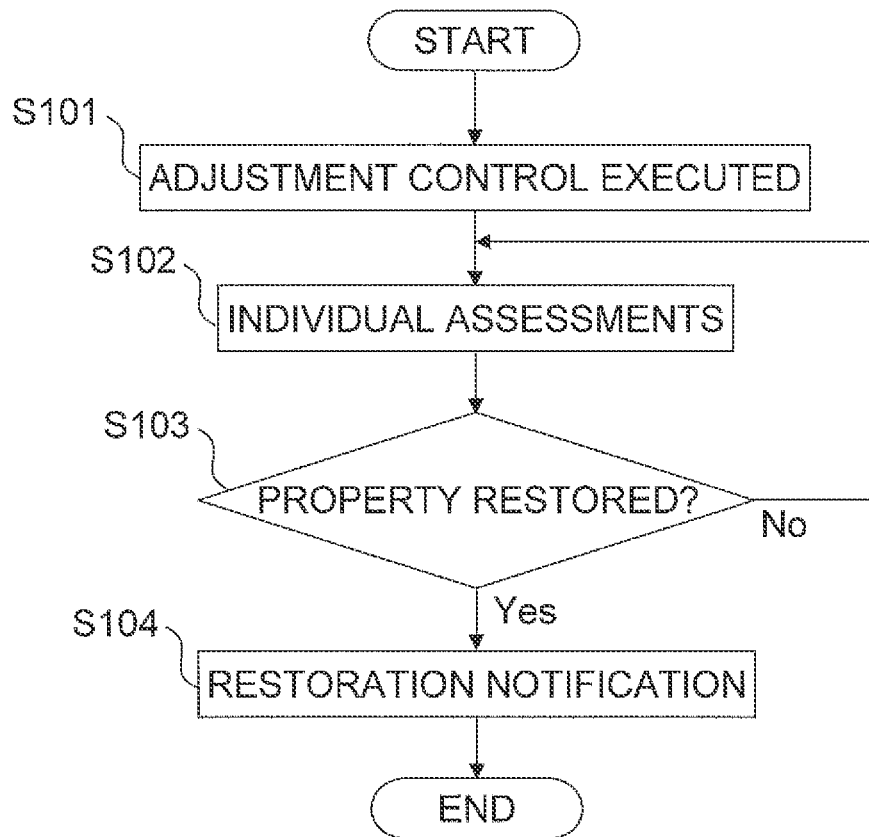 START
S101
ADJUSTMENT CONTROL EXECUTED
S102
INDIVIDUAL ASSESSMENTS
S103
PROPERTY RESTORED?
No
Yes
S104
RESTORATION NOTIFICATION
END